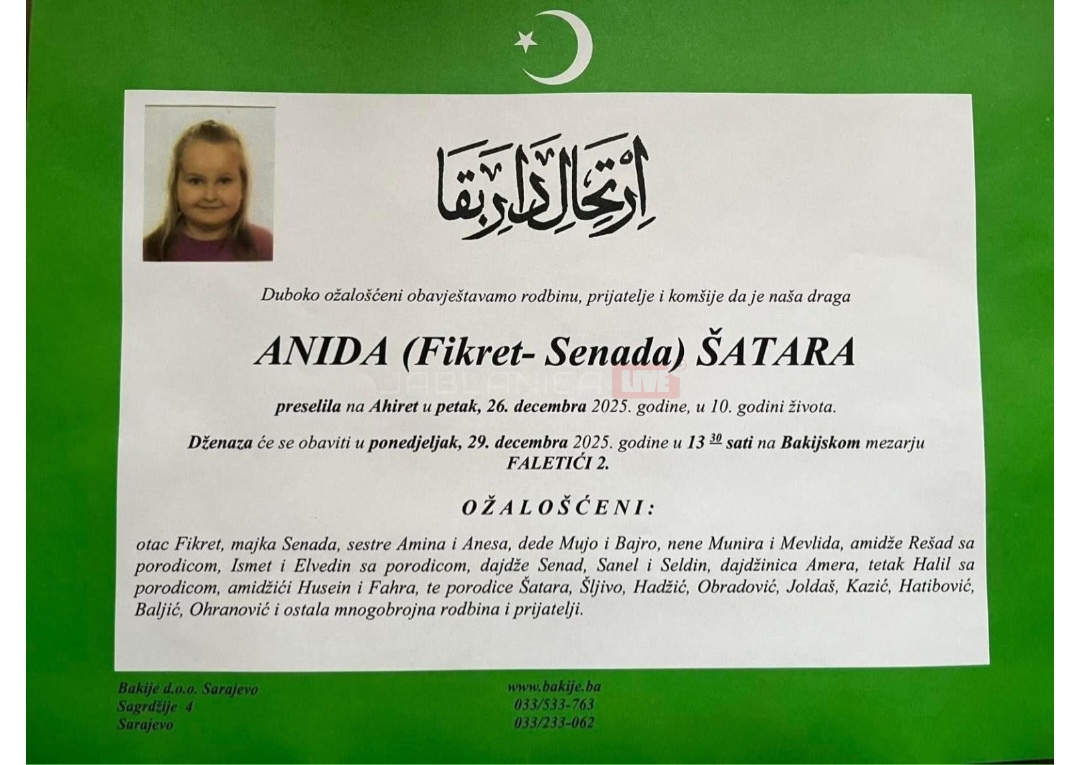 اِرْتِحَالِ دَارِ بَقَا
Duboko ožalošćeni obavještavamo rodbinu, prijatelje i komšije da je naša draga
ANIDA (Fikret- Senada) ŠATARA
JABLANICA LIVE
preselila na Ahiret u petak, 26. decembra 2025. godine, u 10. godini života.
Dženaza će se obaviti u ponedjeljak, 29. decembra 2025. godine u 13 30 sati na Bakijskom mezarju
FALETIĆI 2.
OŽALOŠĆENI:
otac Fikret, majka Senada, sestre Amina i Anesa, dede Mujo i Bajro, nene Munira i Mevlida, amidže Rešad sa
porodicom, Ismet i Elvedin sa porodicom, dajdže Senad, Sanel i Seldin, dajdžinica Amera, tetak Halil sa
porodicom, amidžići Husein i Fahra, te porodice Šatara, Šljivo, Hadžić, Obradović, Joldaš, Kazić, Hatibović,
Baljić, Ohranović i ostala mnogobrojna rodbina i prijatelji.
Bakije d.o.o. Sarajevo
Sagrdžije 4
Sarajevo
www.bakije.ba
033/533-763
033/233-062